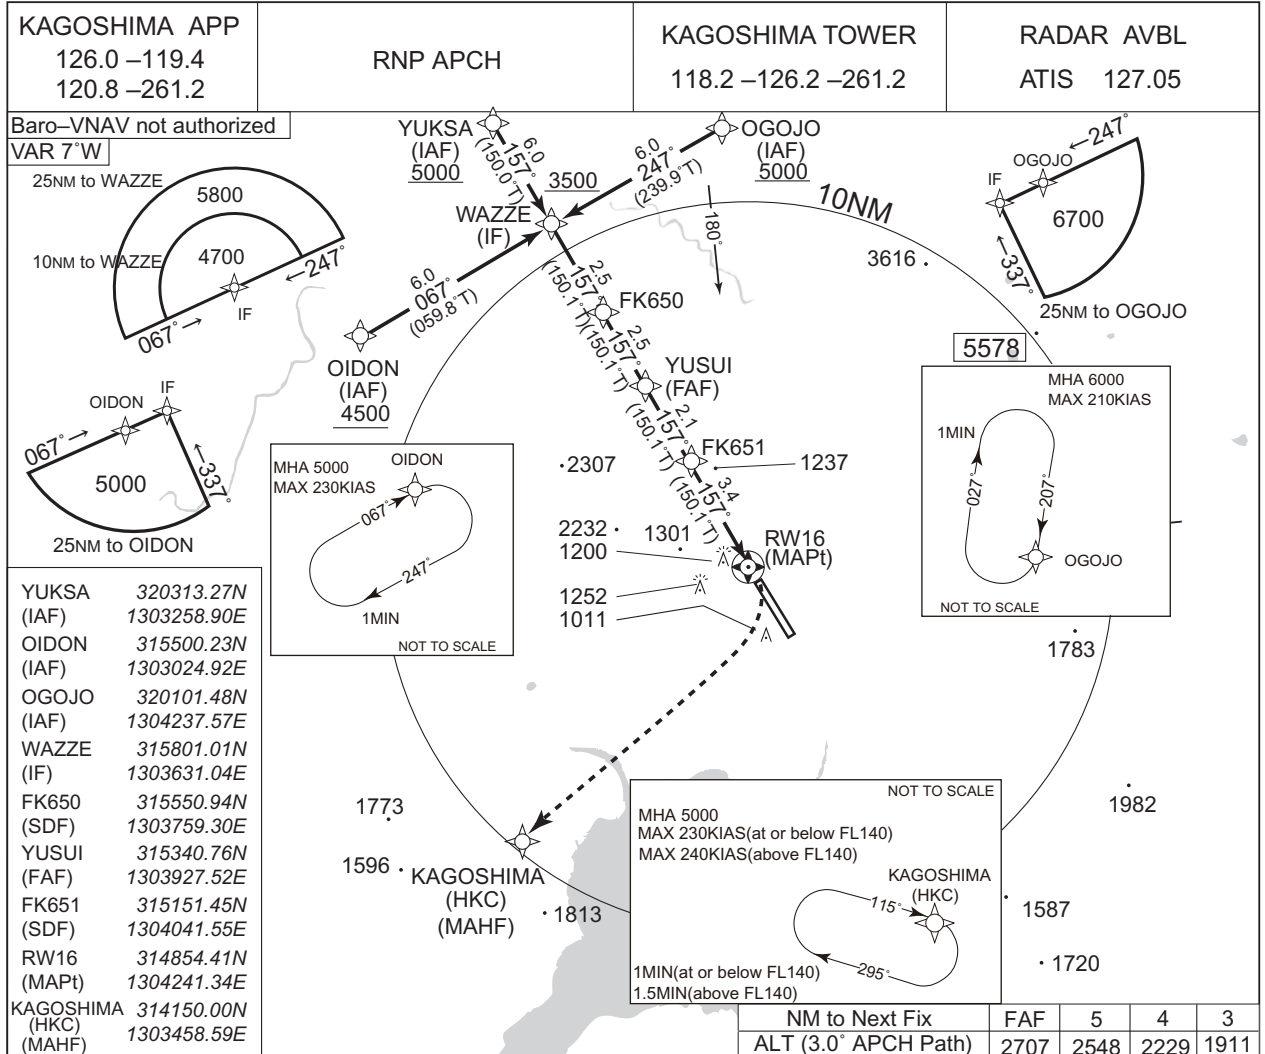 KAGOSHIMA APP
126.0 –119.4
120.8 –261.2
RNP APCH
KAGOSHIMA TOWER
118.2 –126.2 –261.2
RADAR AVBL
ATIS 127.05
Baro–VNAV not authorized
VAR 7°W
25NM to WAZZE
5800
10NM to WAZZE
4700
←247°
067°→
IF
YUKSA
(IAF)
5000
6.0
157°
(150.0°T)
OGOJO
(IAF)
5000
6.0
247°
(239.9°T)
3500
WAZZE
(IF)
180°
10NM
3616
←247°
OGOJO
IF
6700
←337°
25NM to OGOJO
6.0
067°
(059.8°T)
OIDON
(IAF)
4500
2.5
157°
(150.1°T)
FK650
2.5
157°
(150.1°T)
YUSUI
(FAF)
2.1
157°
(150.1°T)
FK651
3.4
157°
(150.1°T)
RW16
(MAPt)
5578
IF
OIDON
067°→
5000
←337°
25NM to OIDON
MHA 5000
MAX 230KIAS
OIDON
067°
247°
1MIN
NOT TO SCALE
2307
1237
2232
1301
1200
1252
1011
MHA 6000
MAX 210KIAS
1MIN
027°
207°
OGOJO
NOT TO SCALE
1783
YUKSA 320313.27N
(IAF) 1303258.90E
OIDON 315500.23N
(IAF) 1303024.92E
OGOJO 320101.48N
(IAF) 1304237.57E
WAZZE 315801.01N
(IF) 1303631.04E
FK650 315550.94N
(SDF) 1303759.30E
YUSUI 315340.76N
(FAF) 1303927.52E
FK651 315151.45N
(SDF) 1304041.55E
RW16 314854.41N
(MAPt) 1304241.34E
KAGOSHIMA 314150.00N
(HKC) 1303458.59E
(MAHF)
1773
1596
KAGOSHIMA
(HKC)
(MAHF)
1813
NOT TO SCALE
MHA 5000
MAX 230KIAS(at or below FL140)
MAX 240KIAS(above FL140)
KAGOSHIMA
(HKC)
115°
295°
1MIN(at or below FL140)
1.5MIN(above FL140)
1982
1587
1720
NM to Next Fix FAF 5 4 3
ALT (3.0° APCH Path) 2707 2548 2229 1911